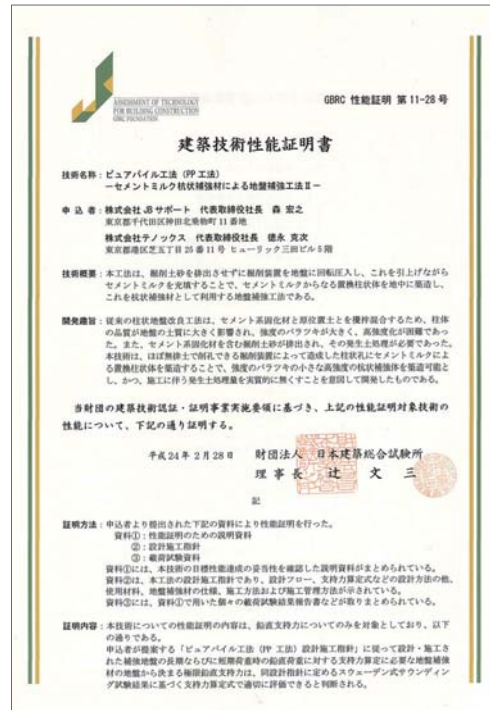 ASSESSMENT OF TECHNOLOGY
FOR BUILDING CONSTRUCTION
GBRC FOUNDATION
GBRC 性能証明 第11-28号
建築技術性能証明書
技術名称：ピュアパイル工法（PP工法）
－セメントミルク杭状補強材による地盤補強工法Ⅱ－
申込者：株式会社JBサポート 代表取締役社長 森 宏之
東京都千代田区神田北乗物町11番地
株式会社テノックス 代表取締役社長 徳永 克次
東京都港区芝五丁目25番11号 ヒューリック三田ビル5階
技術概要：本工法は、掘削土砂を排出させずに掘削装置を地盤に回転圧入し、これを引上げながら
セメントミルクを充填することで、セメントミルクからなる置換柱状体を地中に築造し、
これを杭状補強材として利用する地盤補強工法である。
開発趣旨：従来の柱状地盤改良工法は、セメント系固化材と原位置土とを攪拌混合するため、柱体
の品質が地盤の土質に大きく影響され、強度のバラツキが大きく、高強度化が困難であっ
た。また、セメント系固化材を含む掘削土砂が排出され、その発生土処理が必要であった。
本技術は、ほぼ無排土で削孔できる掘削装置によって造成した柱状孔にセメントミルクによ
る置換柱状体を築造することで、強度のバラツキの小さな高強度の杭状補強体を築造可能と
し、かつ、施工に伴う発生土処理量を実質的に無くすことを意図して開発したものである。
当財団の建築技術認証・証明事業実施要領に基づき、上記の性能証明対象技術の
性能について、下記の通り証明する。
平成24年2月28日 財団法人 日本建築総合試験所
理事長 辻 文三
記
証明方法：申込者より提出された下記の資料により性能証明を行った。
資料①：性能証明のための説明資料
②：設計施工指針
③：載荷試験資料
資料①には、本技術の目標性能達成の妥当性を確認した説明資料がまとめられている。
資料②は、本工法の設計施工指針であり、設計フロー、支持力算定式などの設計方法の他、
使用材料、地盤補強材の仕様、施工方法および施工管理方法が示されている。
資料③には、資料①で用いた個々の載荷試験結果報告書などが取りまとめられている。
証明内容：本技術についての性能証明の内容は、鉛直支持力についてのみを対象としており、以下
の通りである。
申込者が提案する「ピュアパイル工法（PP工法）設計施工指針」に従って設計・施工さ
れた補強地盤の長期ならびに短期荷重時の鉛直荷重に対する支持力算定に必要な地盤補強
材の地盤から決まる極限鉛直支持力は、同設計指針に定めるスウェーデン式サウンディン
グ試験結果に基づく支持力算定式で適切に評価できると判断される。